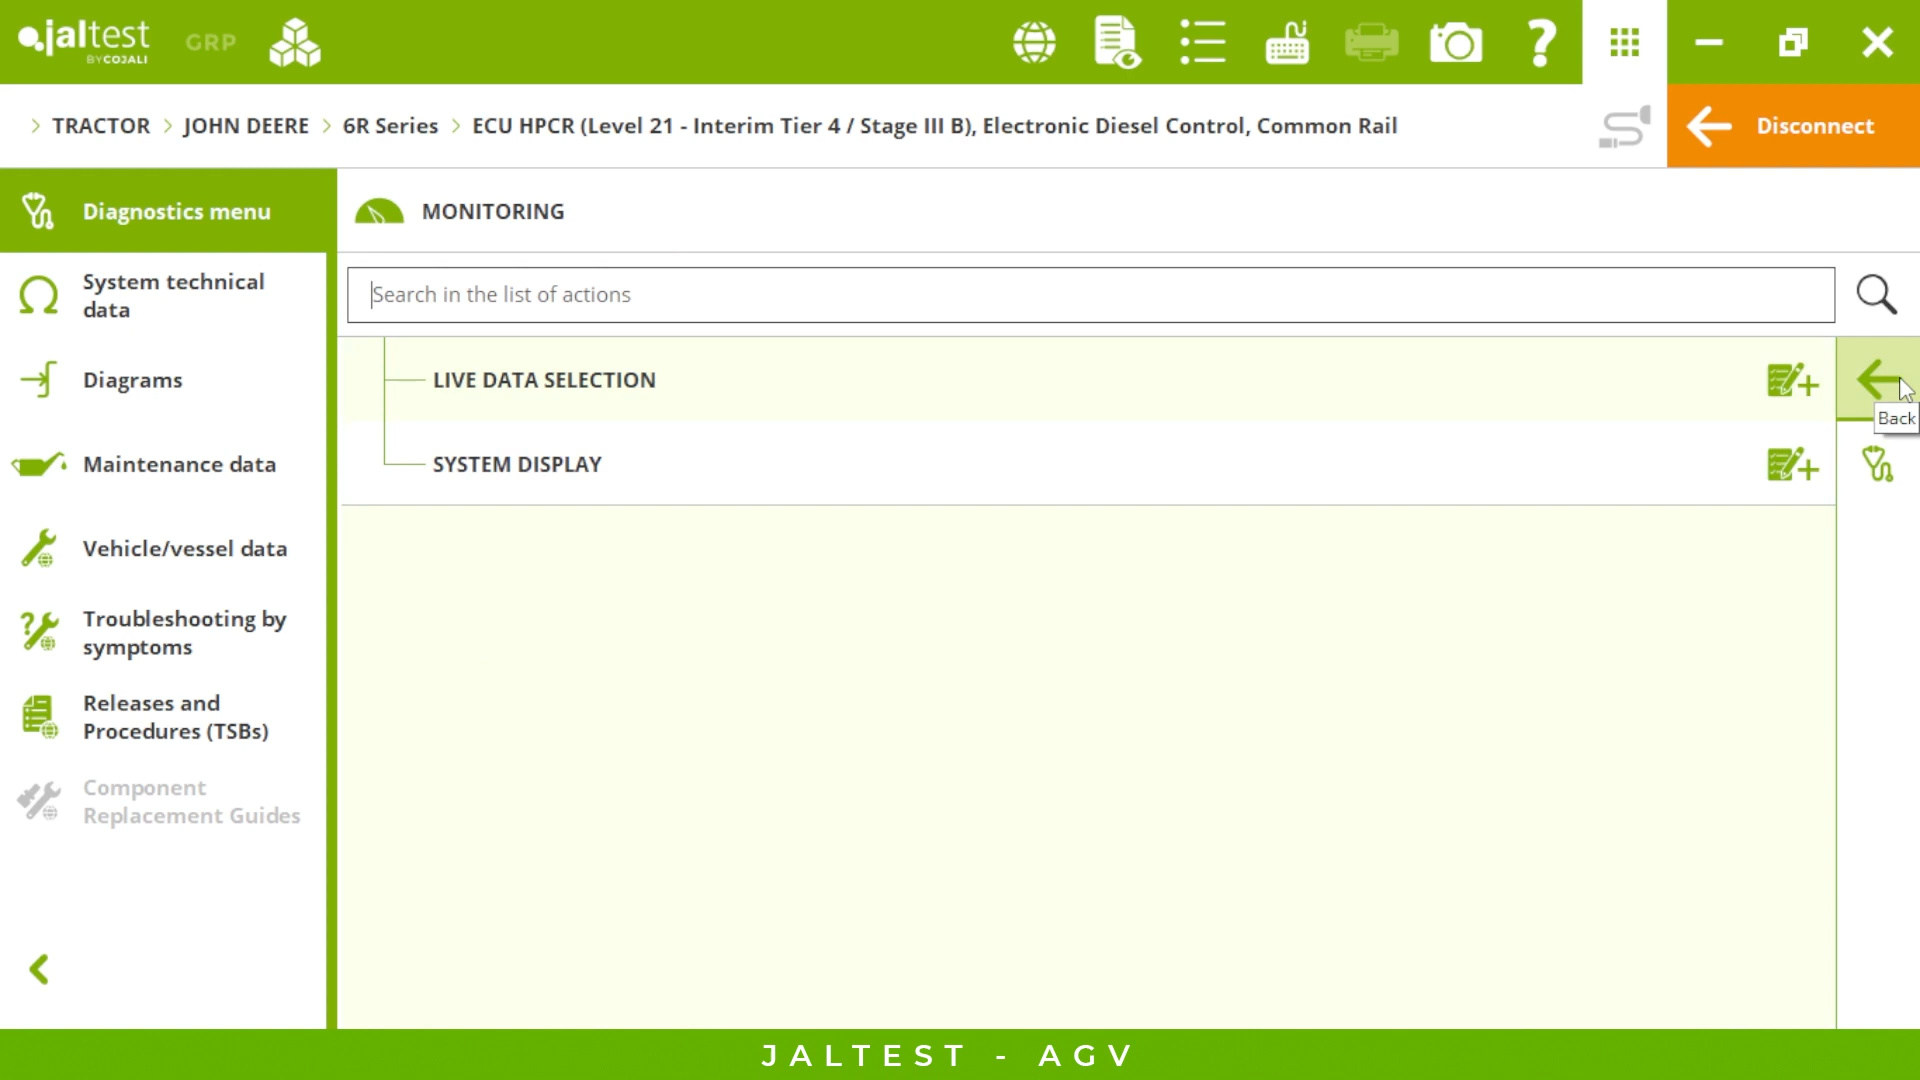 jaltest
BY COJALI
GRP
?
> TRACTOR > JOHN DEERE > 6R Series > ECU HPCR (Level 21 - Interim Tier 4 / Stage III B), Electronic Diesel Control, Common Rail
Disconnect
Diagnostics menu
MONITORING
System technical
data
Search in the list of actions
Diagrams
LIVE DATA SELECTION
Back
Maintenance data
SYSTEM DISPLAY
Vehicle/vessel data
Troubleshooting by
symptoms
Releases and
Procedures (TSBs)
Component
Replacement Guides
JALTEST - AGV